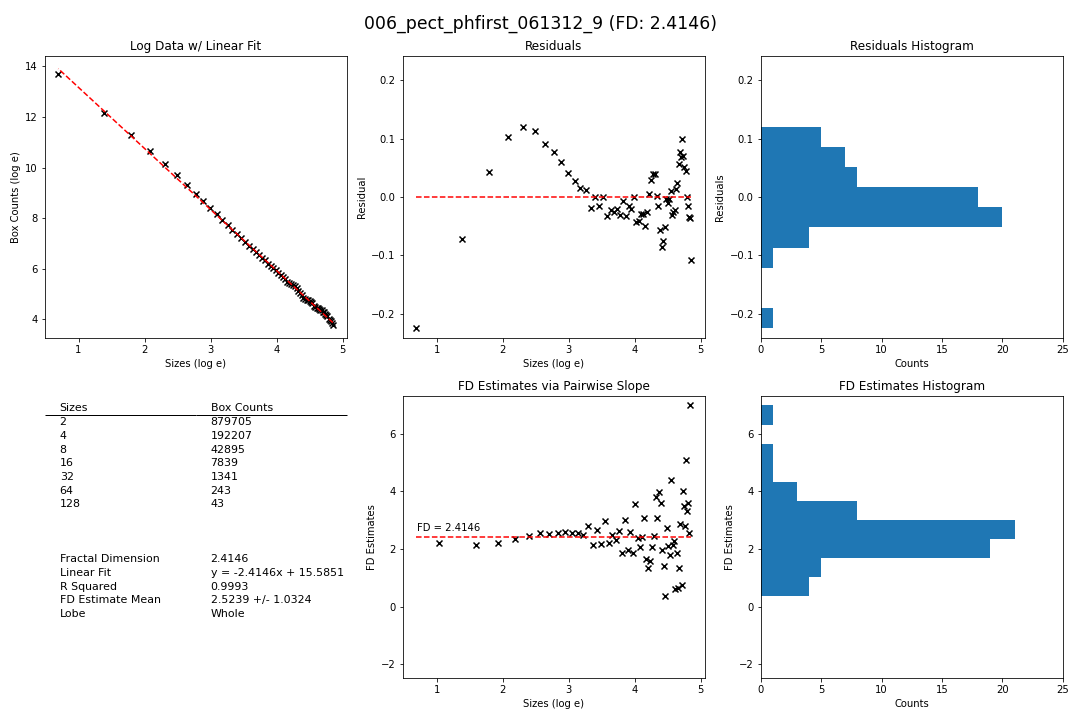 006_pect_phfirst_061312_9 (FD: 2.4146)
Log Data w/ Linear Fit
14
12
10
8
6
4
Box Counts (log e)
1 2 3 4 5
Sizes (log e)
Residuals
0.2
0.1
0.0
−0.1
−0.2
Residual
1 2 3 4 5
Sizes (log e)
Residuals Histogram
0.2
0.1
0.0
−0.1
−0.2
Residuals
0 5 10 15 20 25
Counts
Sizes Box Counts
2 879705
4 192207
8 42895
16 7839
32 1341
64 243
128 43
Fractal Dimension 2.4146
Linear Fit y = -2.4146x + 15.5851
R Squared 0.9993
FD Estimate Mean 2.5239 +/- 1.0324
Lobe Whole
FD Estimates via Pairwise Slope
6
4
2
0
−2
FD Estimates
FD = 2.4146
1 2 3 4 5
Sizes (log e)
FD Estimates Histogram
6
4
2
0
−2
FD Estimates
0 5 10 15 20 25
Counts